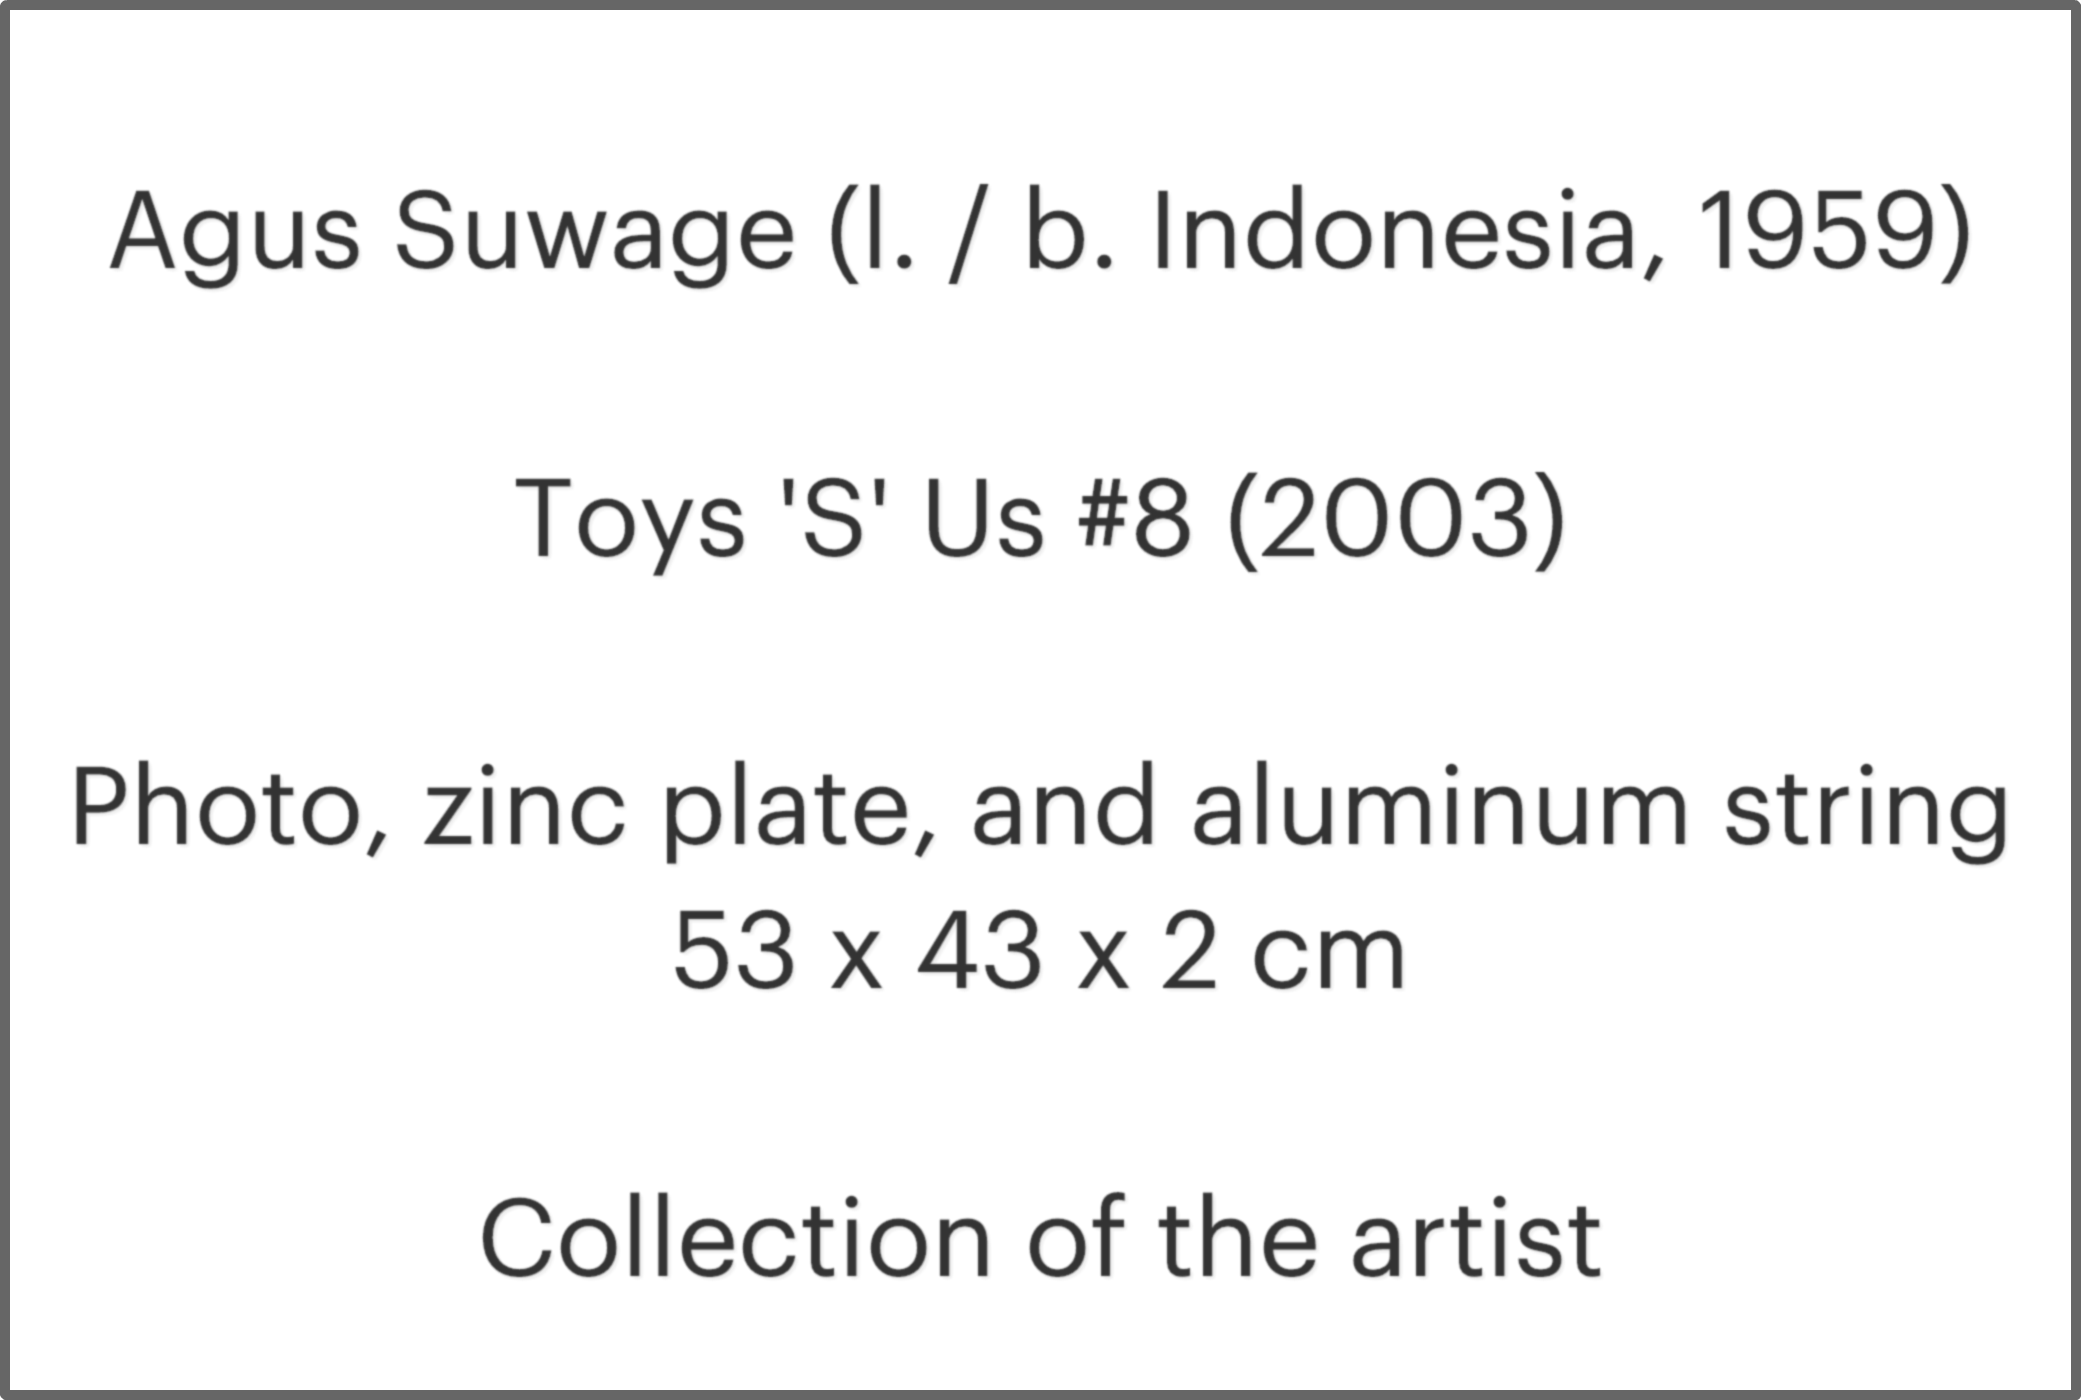 Agus Suwage (l. / b. Indonesia, 1959)
Toys 'S' Us #8 (2003)
Photo, zinc plate, and aluminum string
53 x 43 x 2 cm
Collection of the artist